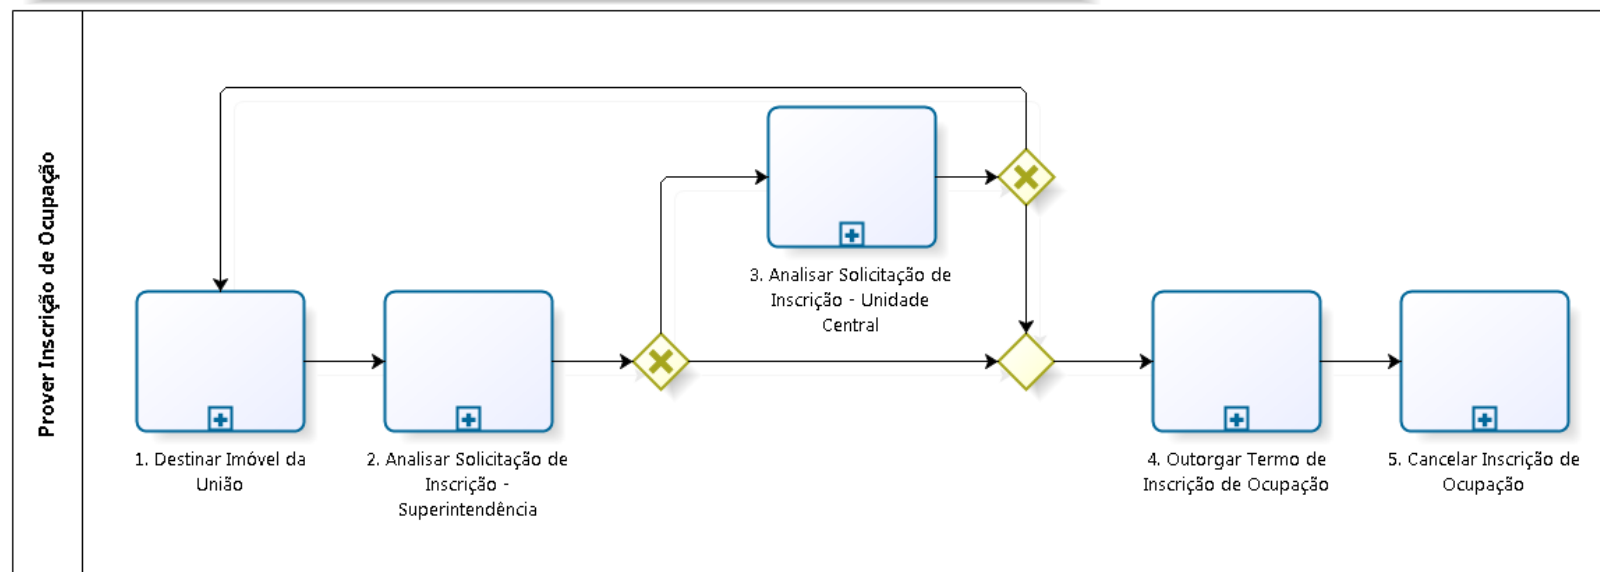 Prover Inscrição de Ocupação
1. Destinar Imóvel da
União
2. Analisar Solicitação de
Inscrição -
Superintendência
3. Analisar Solicitação de
Inscrição - Unidade
Central
4. Outorgar Termo de
Inscrição de Ocupação
5. Cancelar Inscrição de
Ocupação